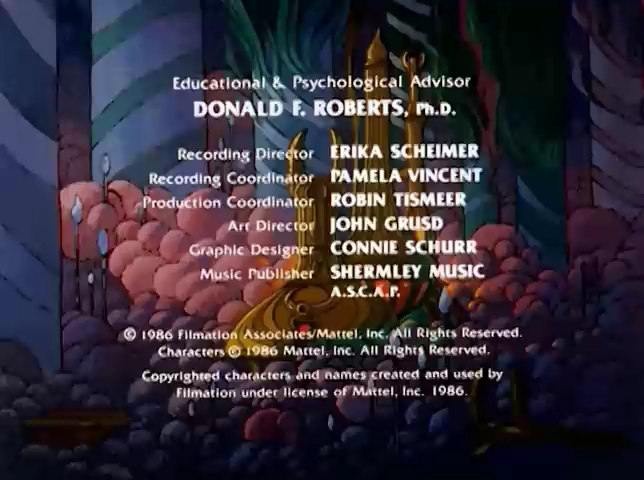 Educational & Psychological Advisor
DONALD F. ROBERTS, Ph.D.
Recording Director ERIKA SCHEIMER
Recording Coordinator PAMELA VINCENT
Production Coordinator ROBIN TISMEER
Art Director JOHN GRUSD
Graphic Designer CONNIE SCHURR
Music Publisher SHERMLEY MUSIC
A.S.C.A.P.
© 1986 Filmation Associates/Mattel, Inc. All Rights Reserved.
Characters © 1986 Mattel, Inc. All Rights Reserved.
Copyrighted characters and names created and used by
Filmation under license of Mattel, Inc. 1986.